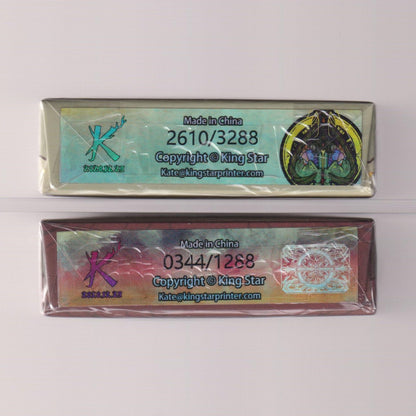 Made in China
2610/3288
Copyright © King Star
Kate@kingstarprinter.com
K
Made in China
0344/1288
Copyright © King Star
Kate@kingstarprinter.com
K